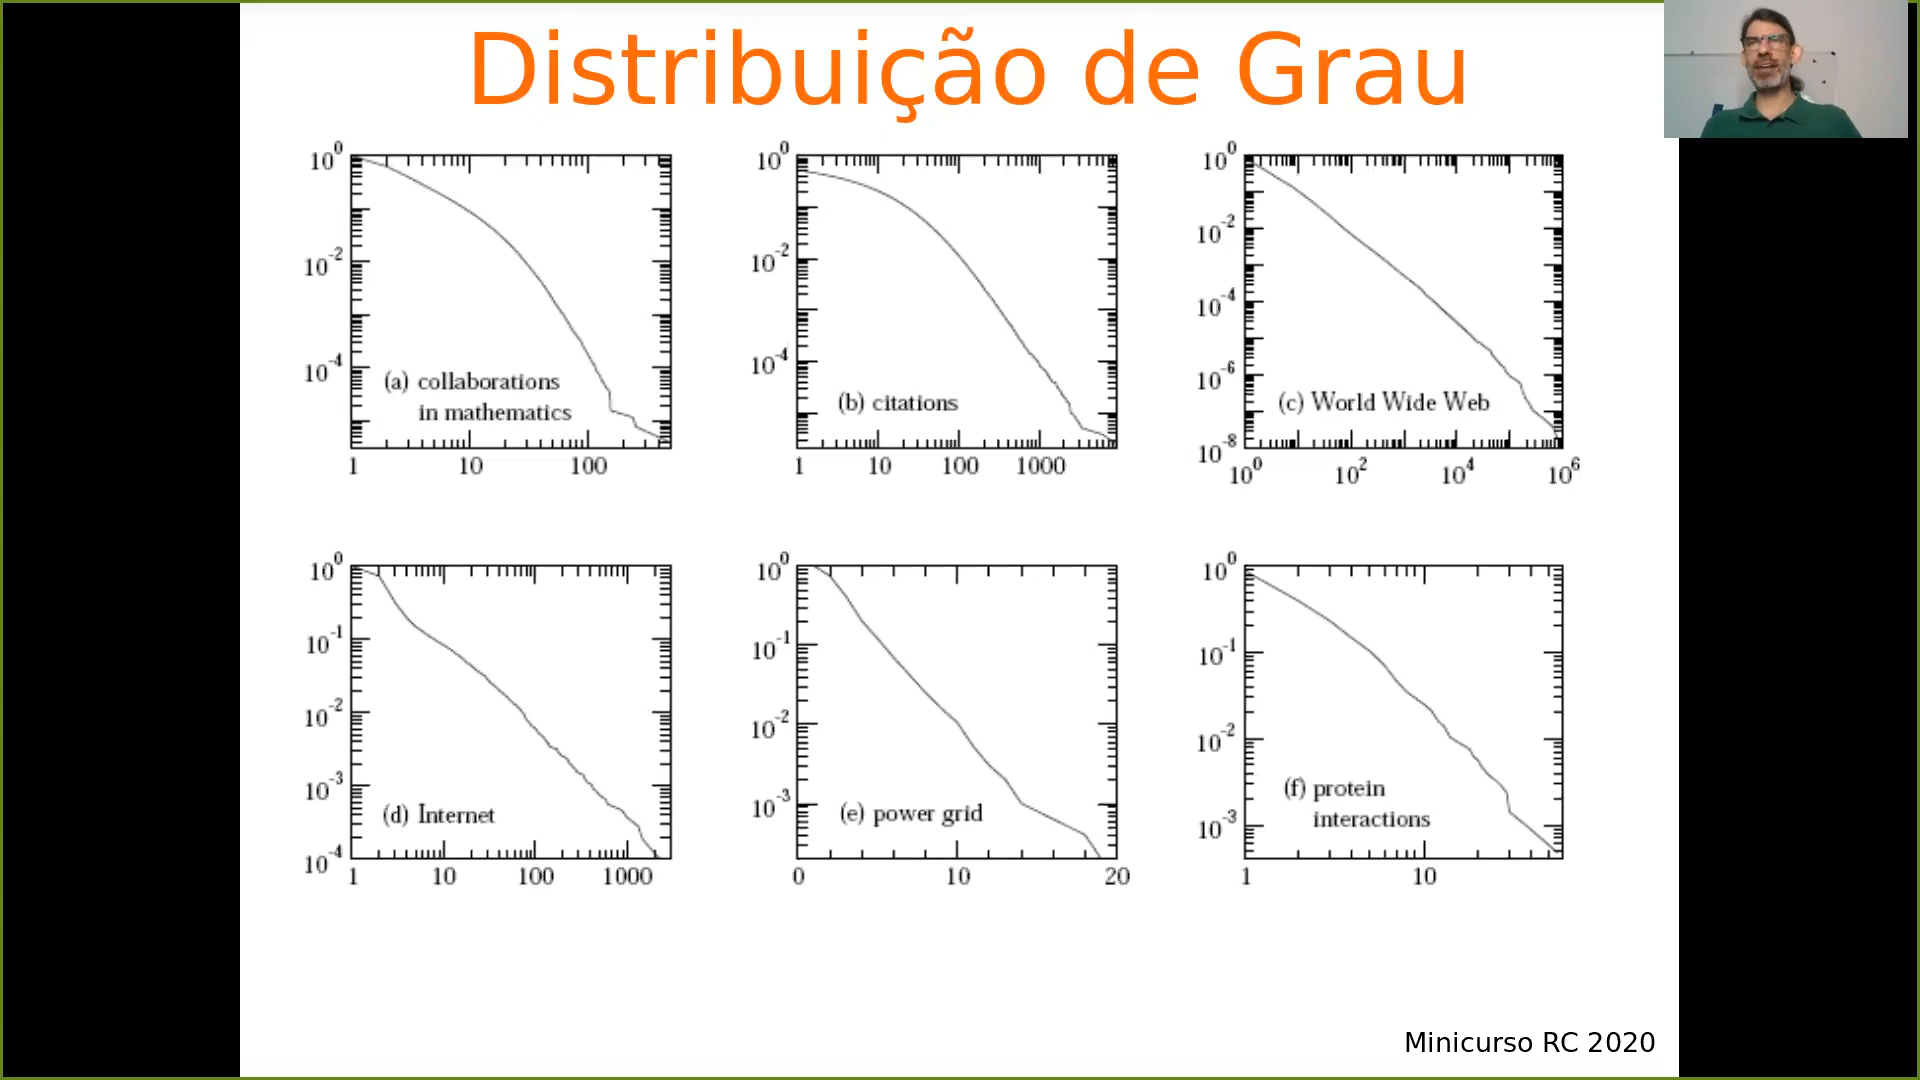 Distribuição de Grau
10^0
10^-2
10^-4
(a) collaborations
in mathematics
1 10 100
10^0
10^-2
10^-4
(b) citations
1 10 100 1000
10^0
10^-2
10^-4
10^-6
10^-8
(c) World Wide Web
10^0 10^2 10^4 10^6
10^0
10^-1
10^-2
10^-3
10^-4
(d) Internet
1 10 100 1000
10^0
10^-1
10^-2
10^-3
(e) power grid
0 10 20
10^0
10^-1
10^-2
10^-3
(f) protein
interactions
1 10
Minicurso RC 2020